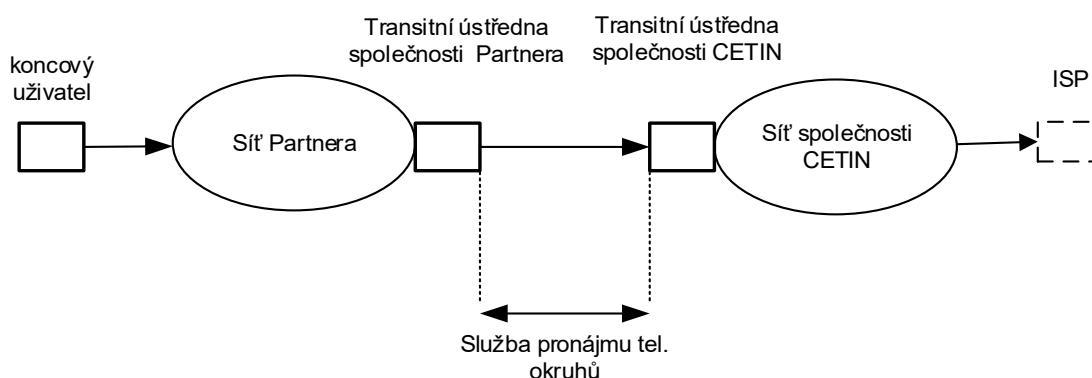 koncový
uživatel
Transitní ústředna
společnosti Partnera
Transitní ústředna
společnosti CETIN
ISP
Síť Partnera
Síť společnosti
CETIN
Služba pronájmu tel.
okruhů